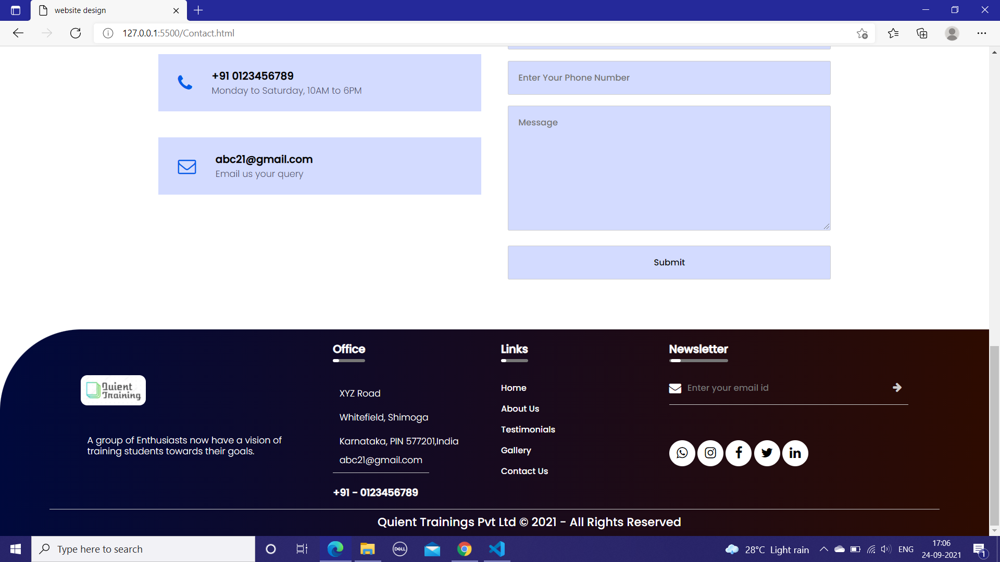 website design
127.0.0.1:5500/Contact.html
+91 0123456789
Monday to Saturday, 10AM to 6PM
abc21@gmail.com
Email us your query
Enter Your Phone Number
Message
Submit
Quient
Training
A group of Enthusiasts now have a vision of
training students towards their goals.
Office
XYZ Road
Whitefield, Shimoga
Karnataka, PIN 577201,India
abc21@gmail.com
+91 - 0123456789
Links
Home
About Us
Testimonials
Gallery
Contact Us
Newsletter
Enter your email id
Quient Trainings Pvt Ltd © 2021 - All Rights Reserved
Type here to search
DELL
28°C Light rain
ENG
17:06
24-09-2021
1